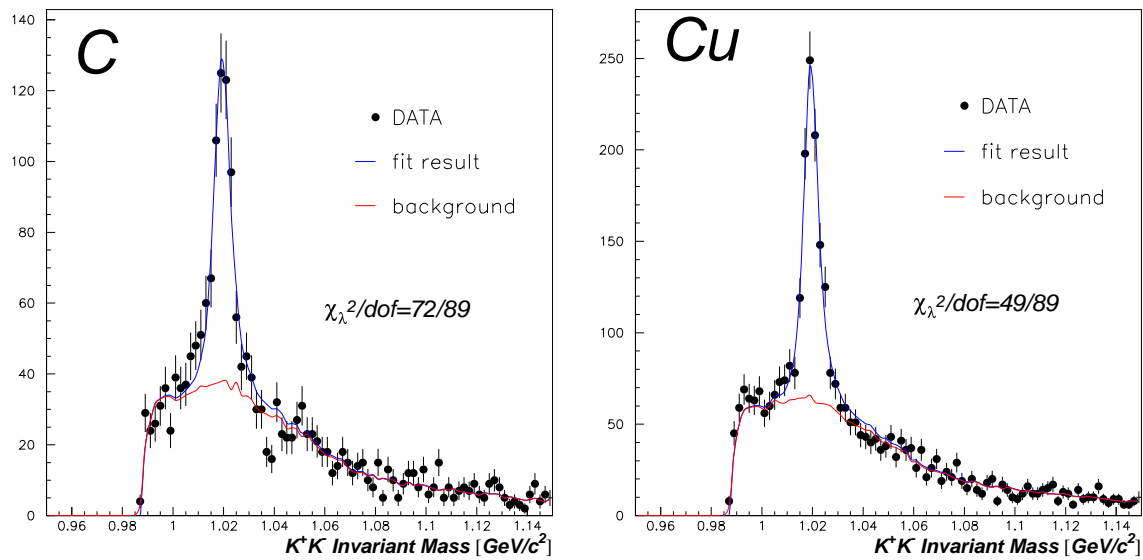 C
140
120
100
80
60
40
20
0
DATA
fit result
background
χλ²/dof=72/89
0.96 0.98 1 1.02 1.04 1.06 1.08 1.1 1.12 1.14
K⁺K⁻ Invariant Mass [GeV/c²]
Cu
250
200
150
100
50
0
DATA
fit result
background
χλ²/dof=49/89
0.96 0.98 1 1.02 1.04 1.06 1.08 1.1 1.12 1.14
K⁺K⁻ Invariant Mass [GeV/c²]